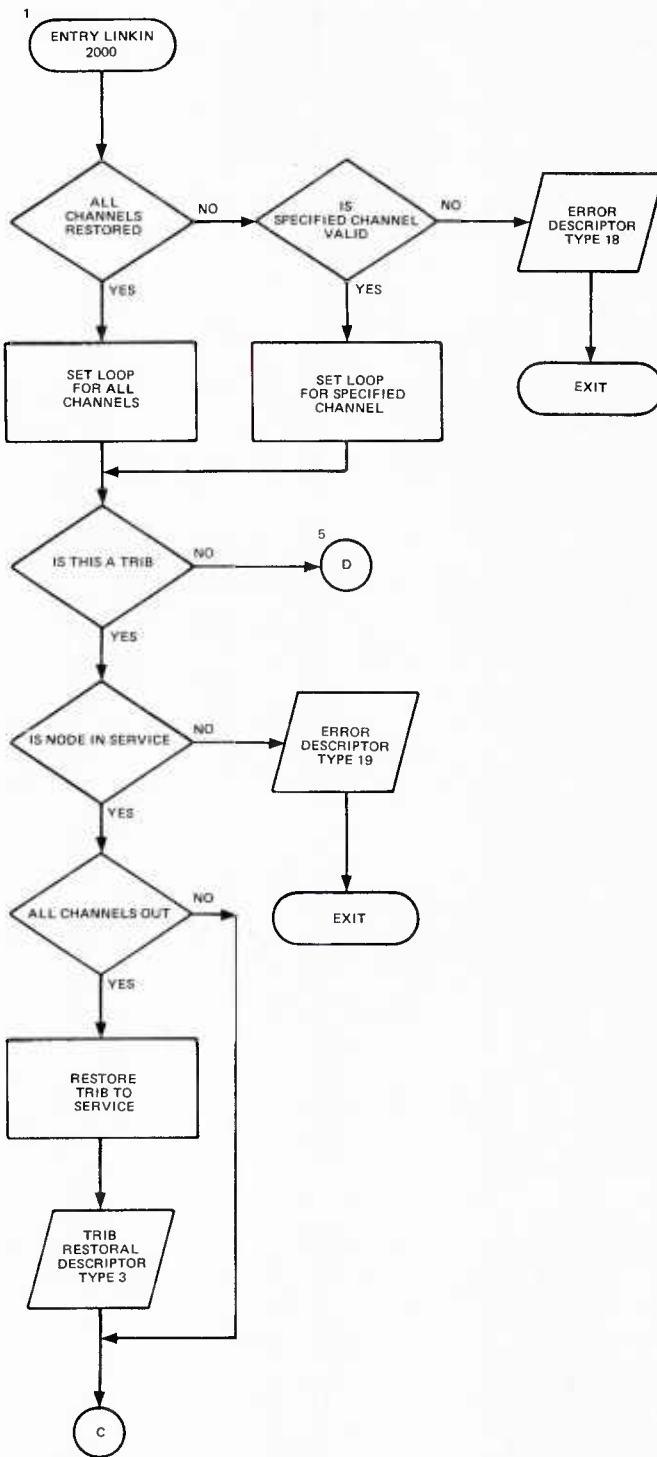 1
ENTRY LINKIN
2000
ALL
CHANNELS
RESTORED
NO
IS
SPECIFIED CHANNEL
VALID
NO
ERROR
DESCRIPTOR
TYPE 18
YES
YES
SET LOOP
FOR ALL
CHANNELS
SET LOOP
FOR SPECIFIED
CHANNEL
EXIT
IS THIS A TRIB
NO
5
D
YES
IS NODE IN SERVICE
NO
ERROR
DESCRIPTOR
TYPE 19
YES
ALL CHANNELS OUT
NO
EXIT
YES
RESTORE
TRIB TO
SERVICE
TRIB
RESTORAL
DESCRIPTOR
TYPE 3
C